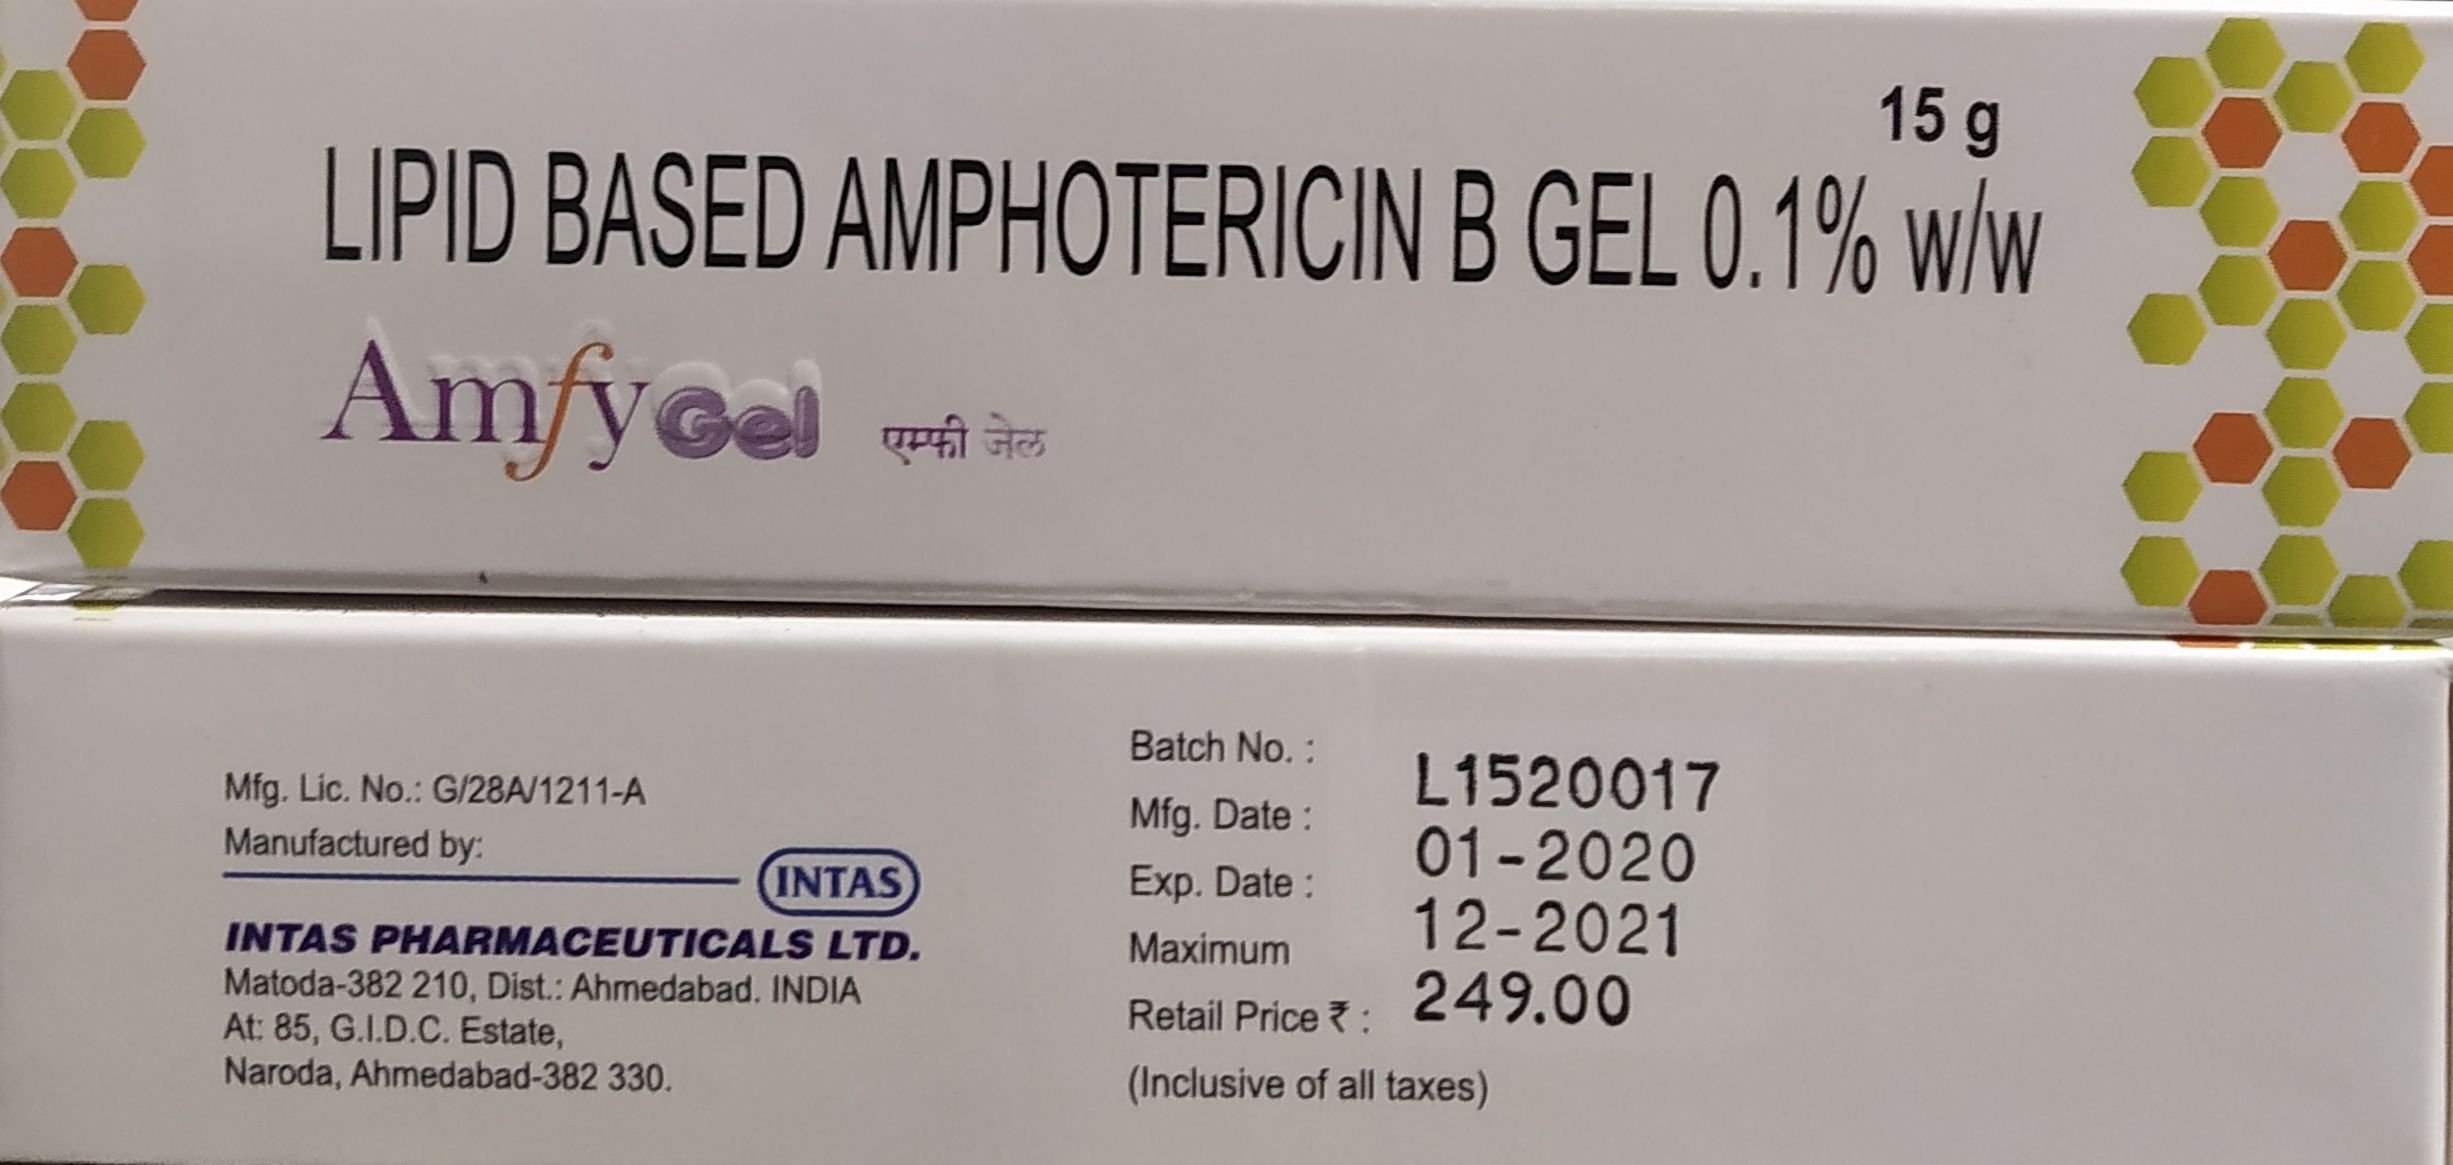 15 g
LIPID BASED AMPHOTERICIN B GEL 0.1% w/w
AmfyGel एम्फी जेल
Mfg. Lic. No.: G/28A/1211-A
Manufactured by:
INTAS
INTAS PHARMACEUTICALS LTD.
Matoda-382 210, Dist.: Ahmedabad. INDIA
At: 85, G.I.D.C. Estate,
Naroda, Ahmedabad-382 330.
Batch No. : L1520017
Mfg. Date : 01-2020
Exp. Date : 12-2021
Maximum
Retail Price ₹ : 249.00
(Inclusive of all taxes)